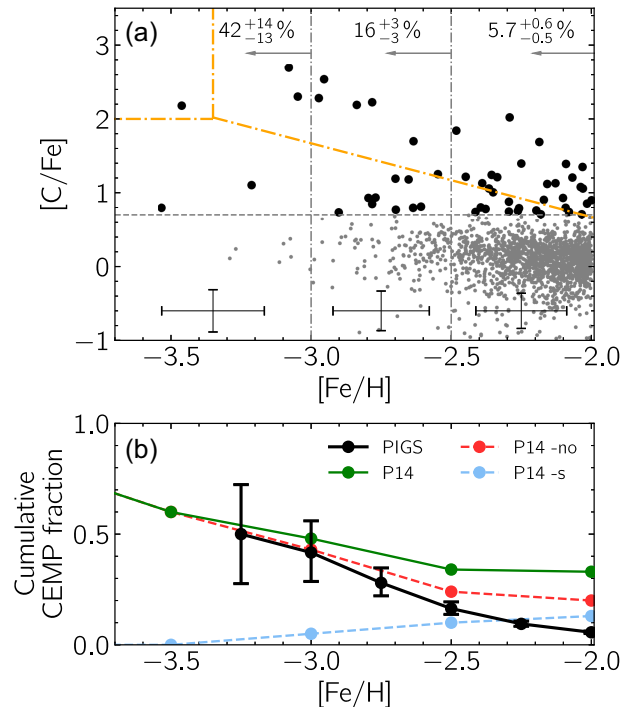 (a)
42 +14 −13 %
16 +3 −3 %
5.7 +0.6 −0.5 %
[C/Fe]
3
2
1
0
−1
−3.5 −3.0 −2.5 −2.0
[Fe/H]
(b)
PIGS
P14
P14 -no
P14 -s
Cumulative
CEMP fraction
1.0
0.5
0.0
−3.5 −3.0 −2.5 −2.0
[Fe/H]